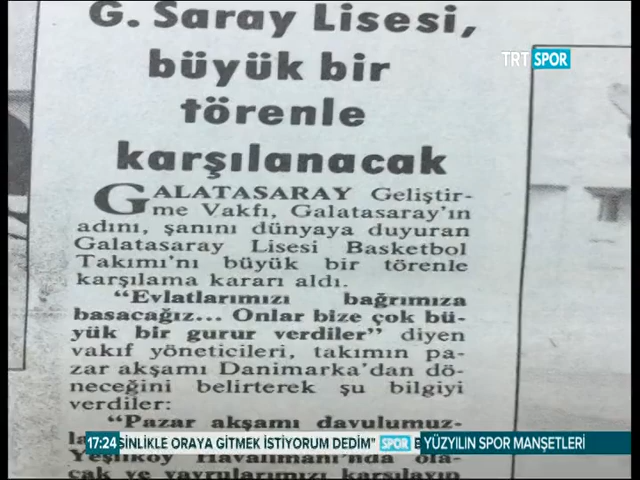 G. Saray Lisesi,
büyük bir
törenle
karşılanacak
TRT SPOR
GALATASARAY Geliştir-
me Vakfı, Galatasaray'ın
adını, şanını dünyaya duyuran
Galatasaray Lisesi Basketbol
Takımı'nı büyük bir törenle
karşılama kararı aldı.
"Evlatlarımızı bağrımıza
basacağız... Onlar bize çok bü-
yük bir gurur verdiler" diyen
vakıf yöneticileri, takımın pa-
zar akşamı Danimarka'dan dö-
neceğini belirterek şu bilgiyi
verdiler:
"Pazar akşamı davulumuz-
17:24 SİNLİKLE ORAYA GİTMEK İSTİYORUM DEDİM" SPOR YÜZYILIN SPOR MANŞETLERİ
Yeşilköy Havalimanı'nda ola-
cak ve yavrularımızı karşılayıp